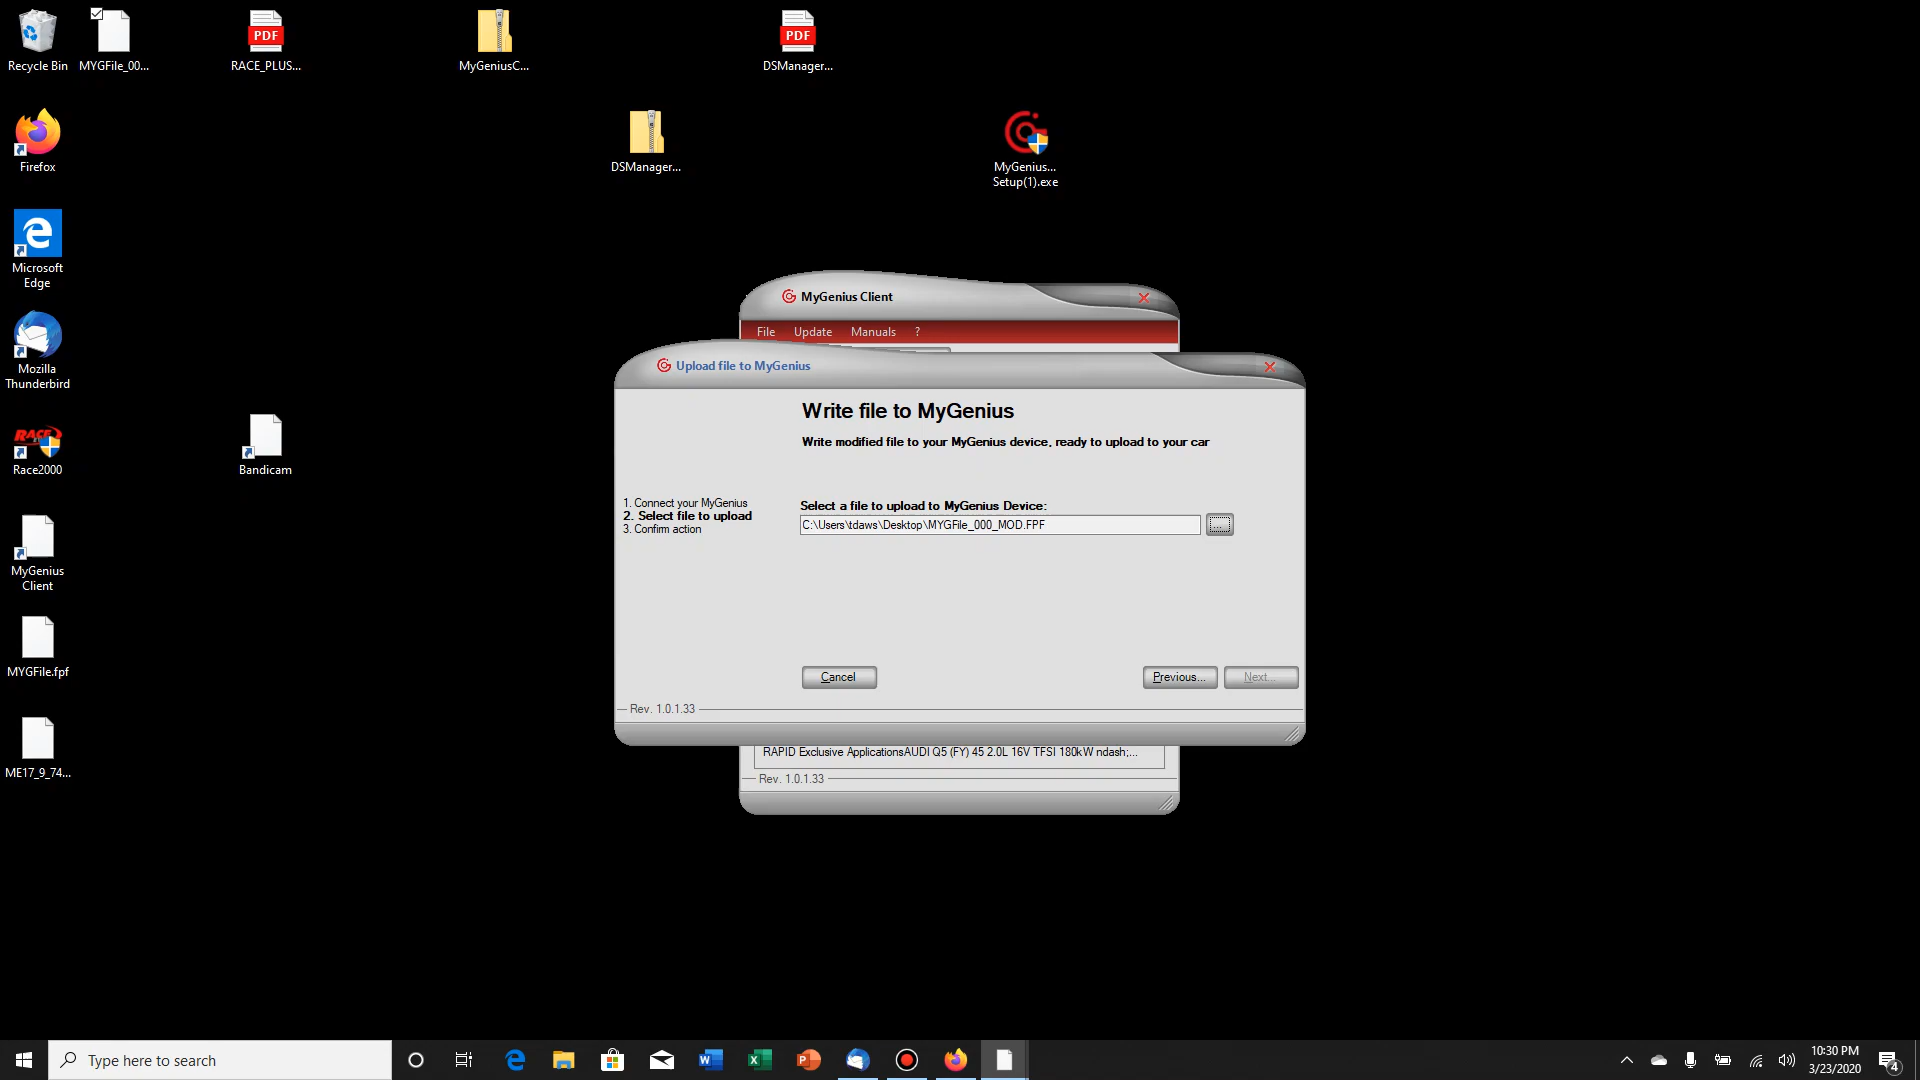 Recycle Bin
MYGFile_00...
PDF
RACE_PLUS...
MyGeniusC...
PDF
DSManager...
Firefox
DSManager...
MyGenius...
Setup(1).exe
Microsoft
Edge
MyGenius Client
File Update Manuals ?
Mozilla
Thunderbird
Upload file to MyGenius
Write file to MyGenius
Write modified file to your MyGenius device, ready to upload to your car
RACE
Race2000
Bandicam
1. Connect your MyGenius
2. Select file to upload
3. Confirm action
Select a file to upload to MyGenius Device:
C:\Users\tdaws\Desktop\MYGFile_000_MOD.FPF
...
MyGenius
Client
MYGFile.fpf
Cancel
Previous...
Next...
Rev. 1.0.1.33
RAPID Exclusive ApplicationsAUDI Q5 (FY) 45 2.0L 16V TFSI 180kW ndash;...
Rev. 1.0.1.33
ME17_9_74...
Type here to search
10:30 PM
3/23/2020
4